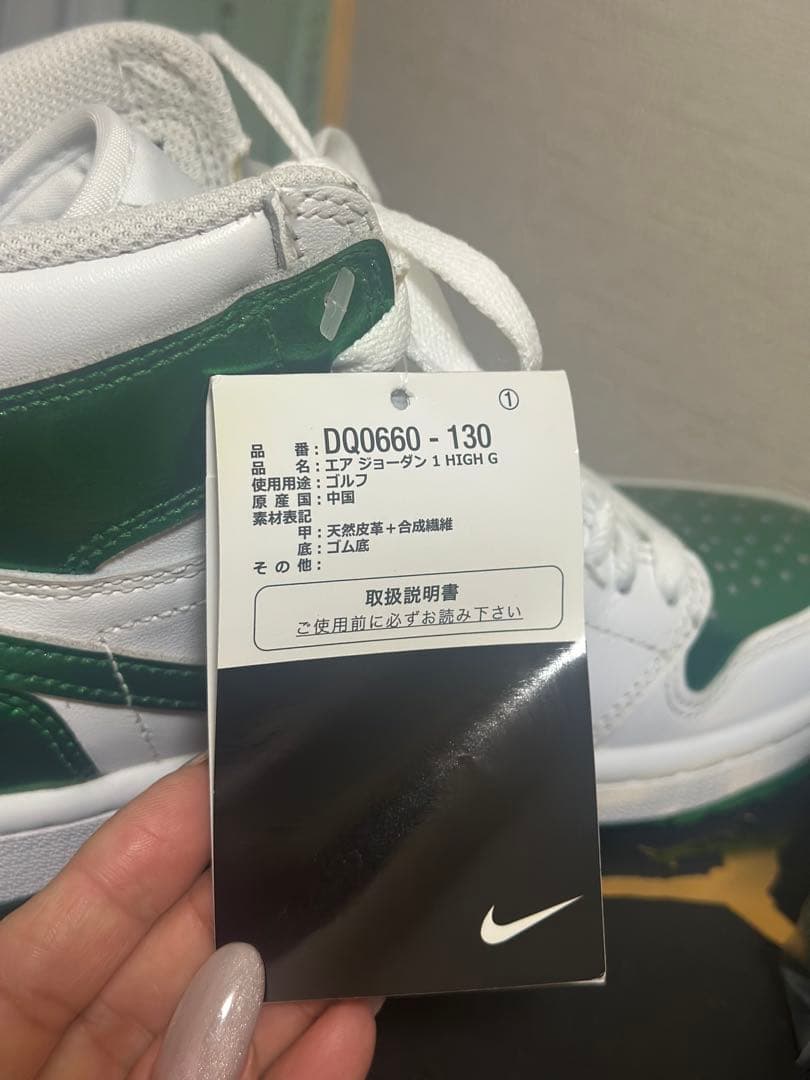 ①
品番:DQ0660 - 130
品名:エア ジョーダン 1 HIGH G
使用用途:ゴルフ
原産国:中国
素材表記
甲:天然皮革+合成繊維
底:ゴム底
その他:
取扱説明書
ご使用前に必ずお読み下さい